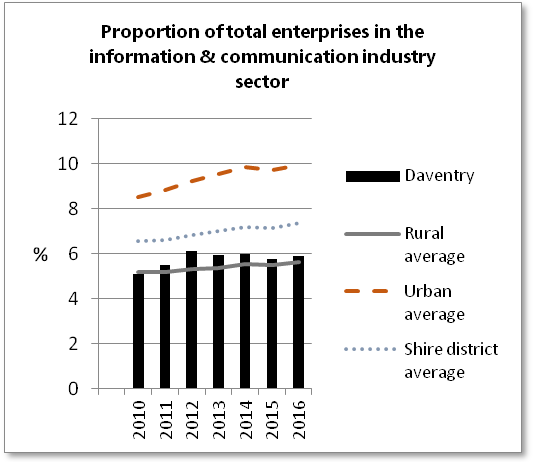 Proportion of total enterprises in the
information & communication industry
sector
12
10
8
6
4
2
0
%
2010
2011
2012
2013
2014
2015
2016
Daventry
Rural
average
Urban
average
Shire district
average